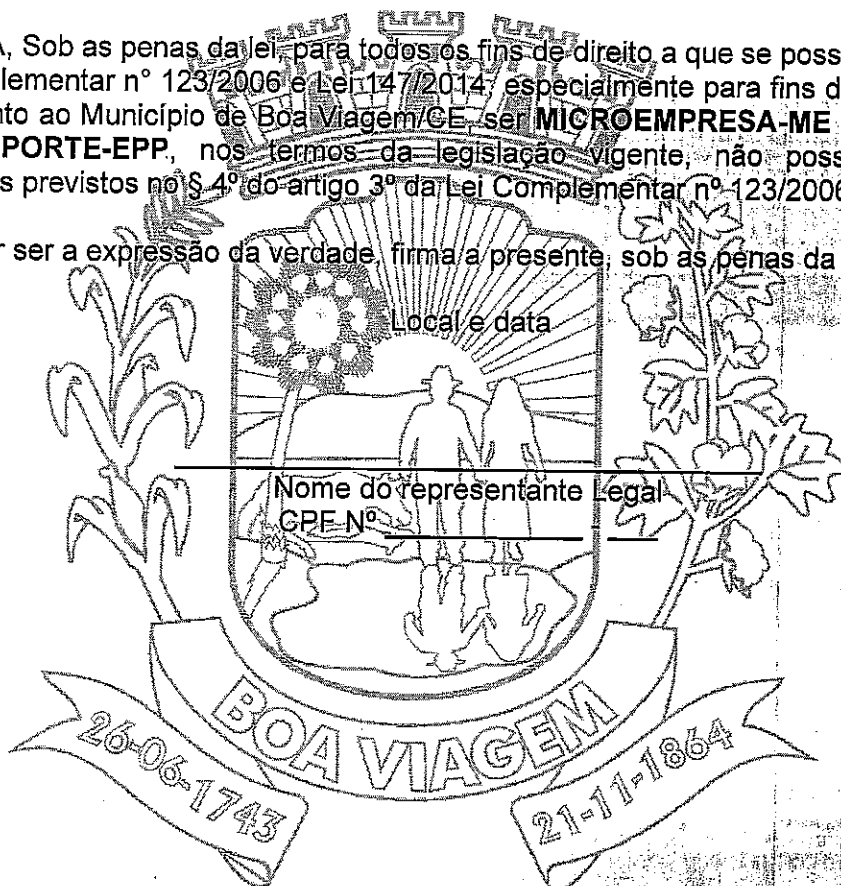 , Sob as penas da lei, para todos os fins de direito a que se poss
lementar n° 123/2006 e Lei 147/2014, especialmente para fins d
nto ao Município de Boa Viagem/CE, ser MICROEMPRESA-ME
PORTE-EPP, nos termos da legislação vigente, não poss
s previstos no § 4º do artigo 3º da Lei Complementar nº 123/2006
r ser a expressão da verdade, firma a presente, sob as penas da
Local e data
Nome do representante Legal
CPF Nº
BOA VIAGEM
26-06-1743
21-11-1864